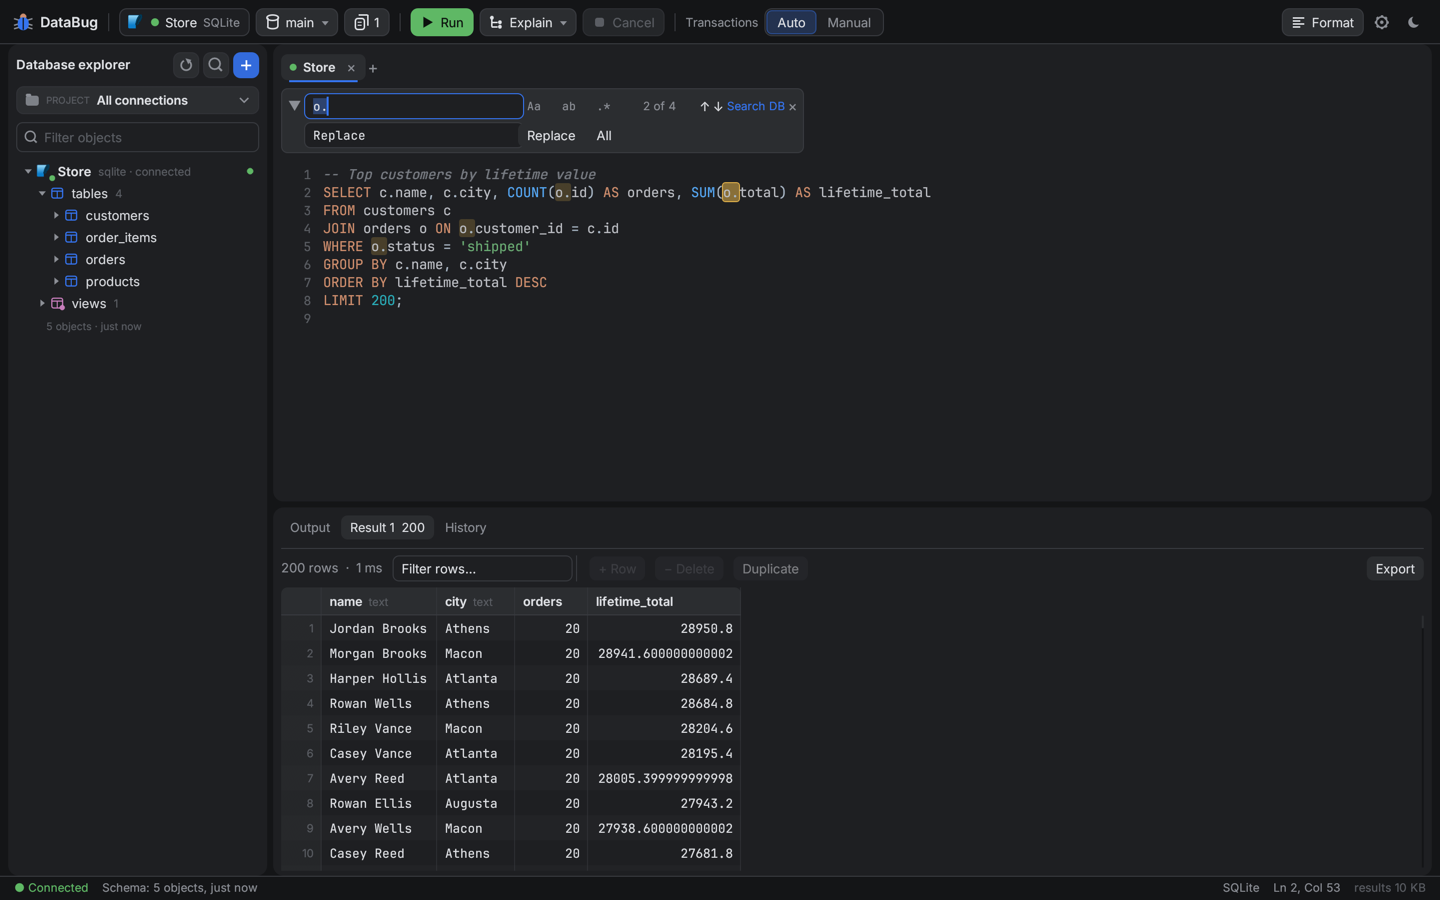 DataBug Store SQLite main 1 Run Explain Cancel Transactions Auto Manual Format
Database explorer
PROJECT All connections
Filter objects
Store sqlite · connected
tables 4
customers
order_items
orders
products
views 1
5 objects · just now
Store × +
o. Aa ab .* 2 of 4 ↑ ↓ Search DB ×
Replace Replace All
1 -- Top customers by lifetime value
2 SELECT c.name, c.city, COUNT(o.id) AS orders, SUM(o.total) AS lifetime_total
3 FROM customers c
4 JOIN orders o ON o.customer_id = c.id
5 WHERE o.status = 'shipped'
6 GROUP BY c.name, c.city
7 ORDER BY lifetime_total DESC
8 LIMIT 200;
9
Output Result 1 200 History
200 rows · 1 ms Filter rows... + Row − Delete Duplicate Export
name text city text orders lifetime_total
1 Jordan Brooks Athens 20 28950.8
2 Morgan Brooks Macon 20 28941.600000000002
3 Harper Hollis Atlanta 20 28689.4
4 Rowan Wells Athens 20 28684.8
5 Riley Vance Macon 20 28204.6
6 Casey Vance Atlanta 20 28195.4
7 Avery Reed Atlanta 20 28005.399999999998
8 Rowan Ellis Augusta 20 27943.2
9 Avery Wells Macon 20 27938.600000000002
10 Casey Reed Athens 20 27681.8
Connected Schema: 5 objects, just now SQLite Ln 2, Col 53 results 10 KB